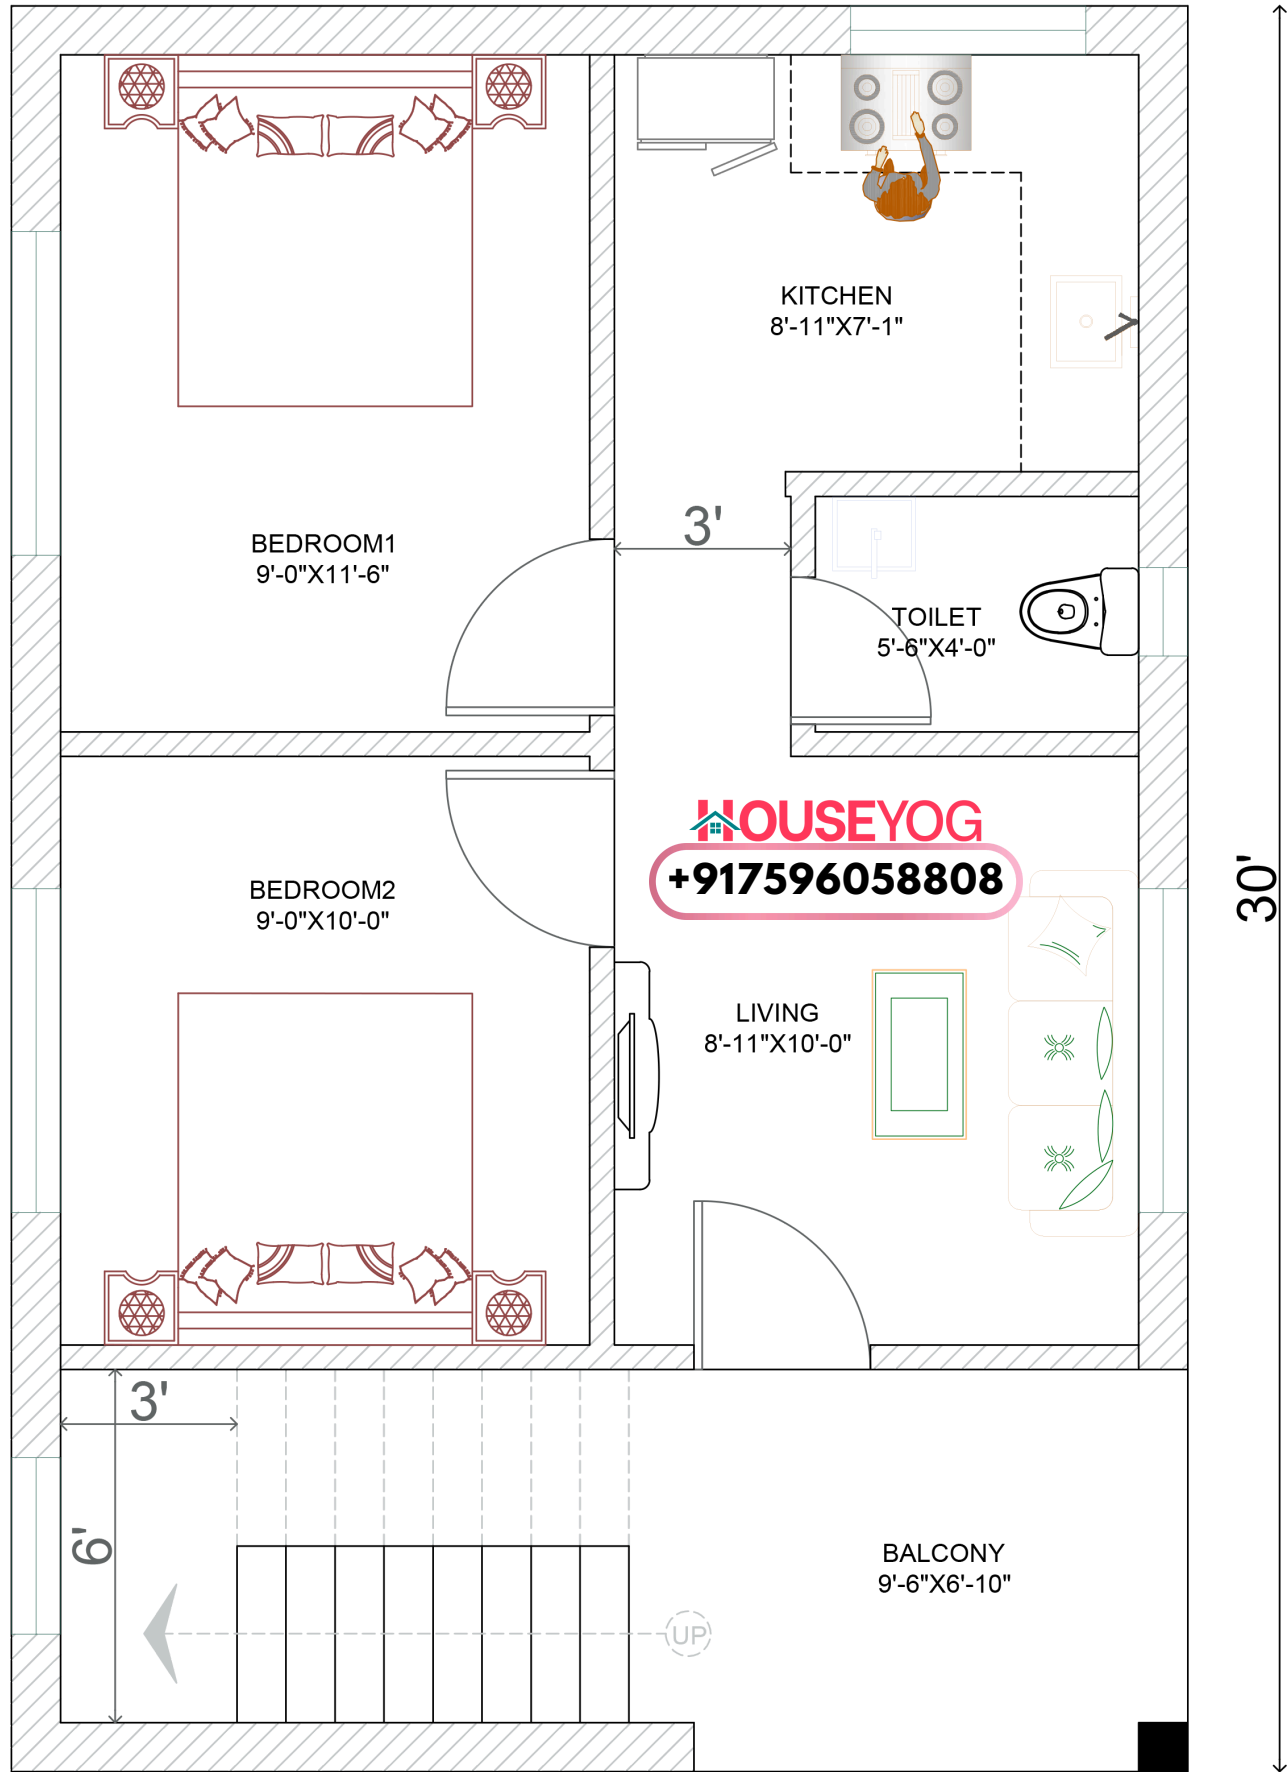 KITCHEN
8'-11"X7'-1"
3'
BEDROOM1
9'-0"X11'-6"
TOILET
5'-6"X4'-0"
HOUSEYOG
+917596058808
BEDROOM2
9'-0"X10'-0"
30'
LIVING
8'-11"X10'-0"
3'
6'
BALCONY
9'-6"X6'-10"
UP